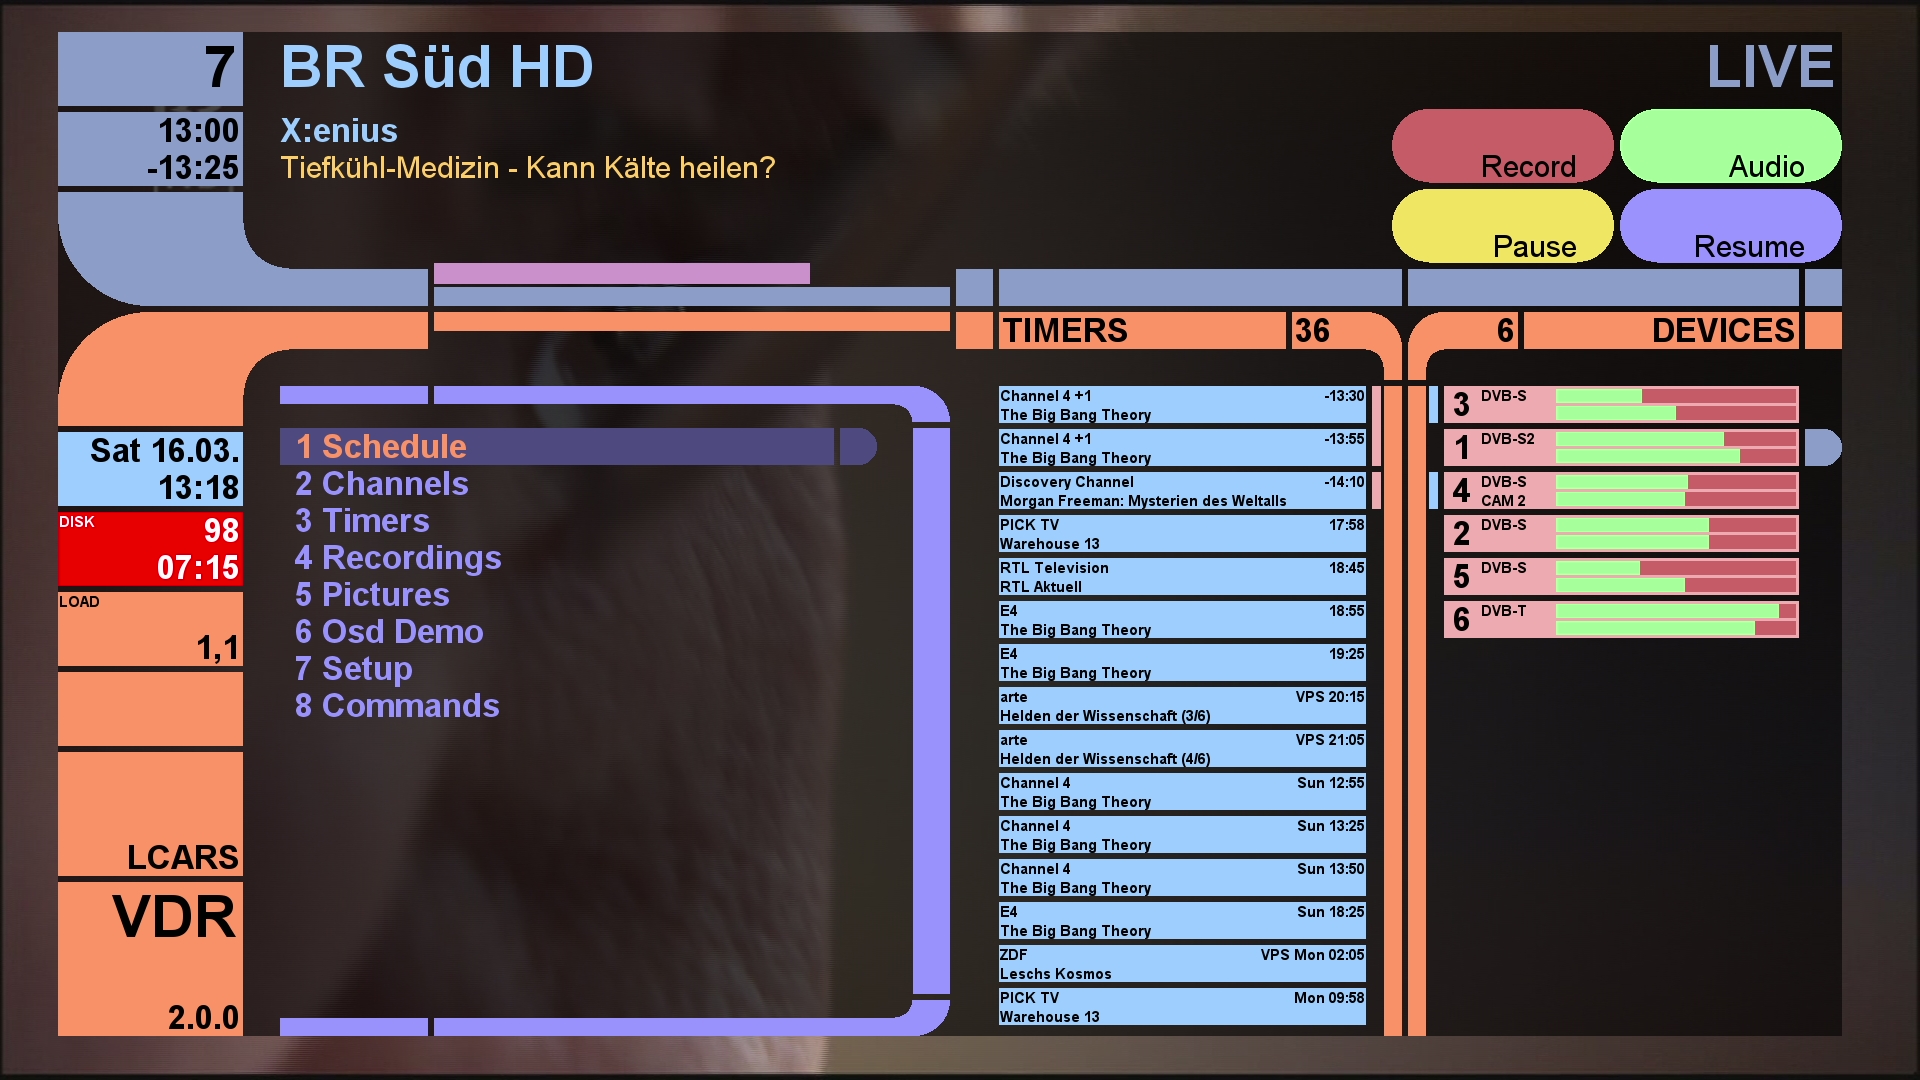 7
BR Süd HD
LIVE
13:00
-13:25
X:enius
Tiefkühl-Medizin - Kann Kälte heilen?
Record
Audio
Pause
Resume
TIMERS 36
6 DEVICES
Sat 16.03.
13:18
DISK 98
07:15
LOAD
1,1
LCARS
VDR
2.0.0
1 Schedule
2 Channels
3 Timers
4 Recordings
5 Pictures
6 Osd Demo
7 Setup
8 Commands
Channel 4 +1 -13:30
The Big Bang Theory
Channel 4 +1 -13:55
The Big Bang Theory
Discovery Channel -14:10
Morgan Freeman: Mysterien des Weltalls
PICK TV 17:58
Warehouse 13
RTL Television 18:45
RTL Aktuell
E4 18:55
The Big Bang Theory
E4 19:25
The Big Bang Theory
arte VPS 20:15
Helden der Wissenschaft (3/6)
arte VPS 21:05
Helden der Wissenschaft (4/6)
Channel 4 Sun 12:55
The Big Bang Theory
Channel 4 Sun 13:25
The Big Bang Theory
Channel 4 Sun 13:50
The Big Bang Theory
E4 Sun 18:25
The Big Bang Theory
ZDF VPS Mon 02:05
Leschs Kosmos
PICK TV Mon 09:58
Warehouse 13
3 DVB-S
1 DVB-S2
4 DVB-S
CAM 2
2 DVB-S
5 DVB-S
6 DVB-T